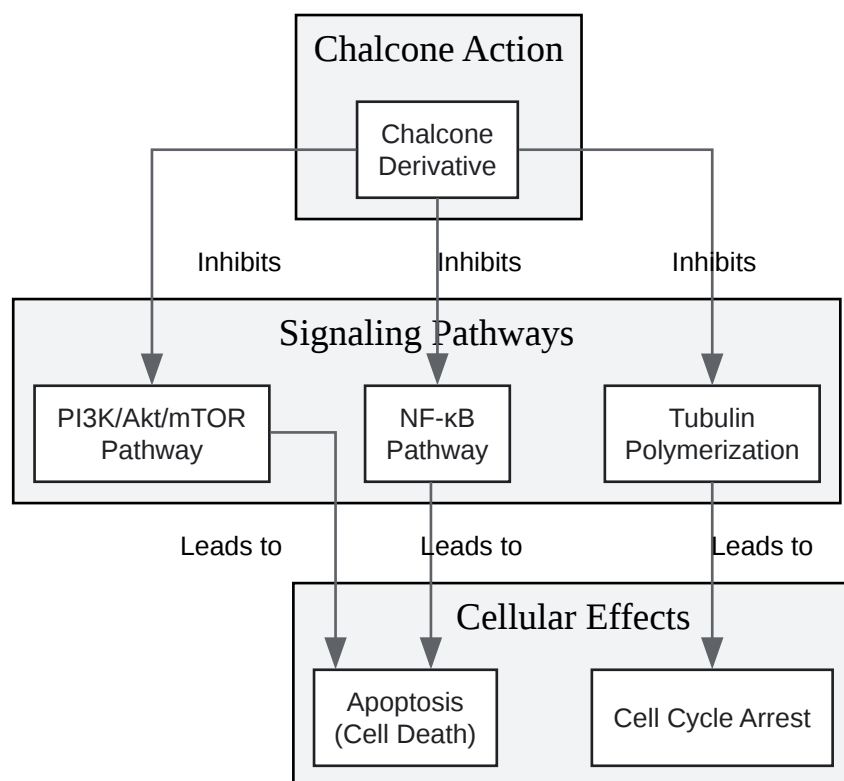 Chalcone Action
Chalcone
Derivative
Inhibits
Inhibits
Inhibits
Signaling Pathways
PI3K/Akt/mTOR
Pathway
NF-κB
Pathway
Tubulin
Polymerization
Leads to
Leads to
Leads to
Cellular Effects
Apoptosis
(Cell Death)
Cell Cycle Arrest